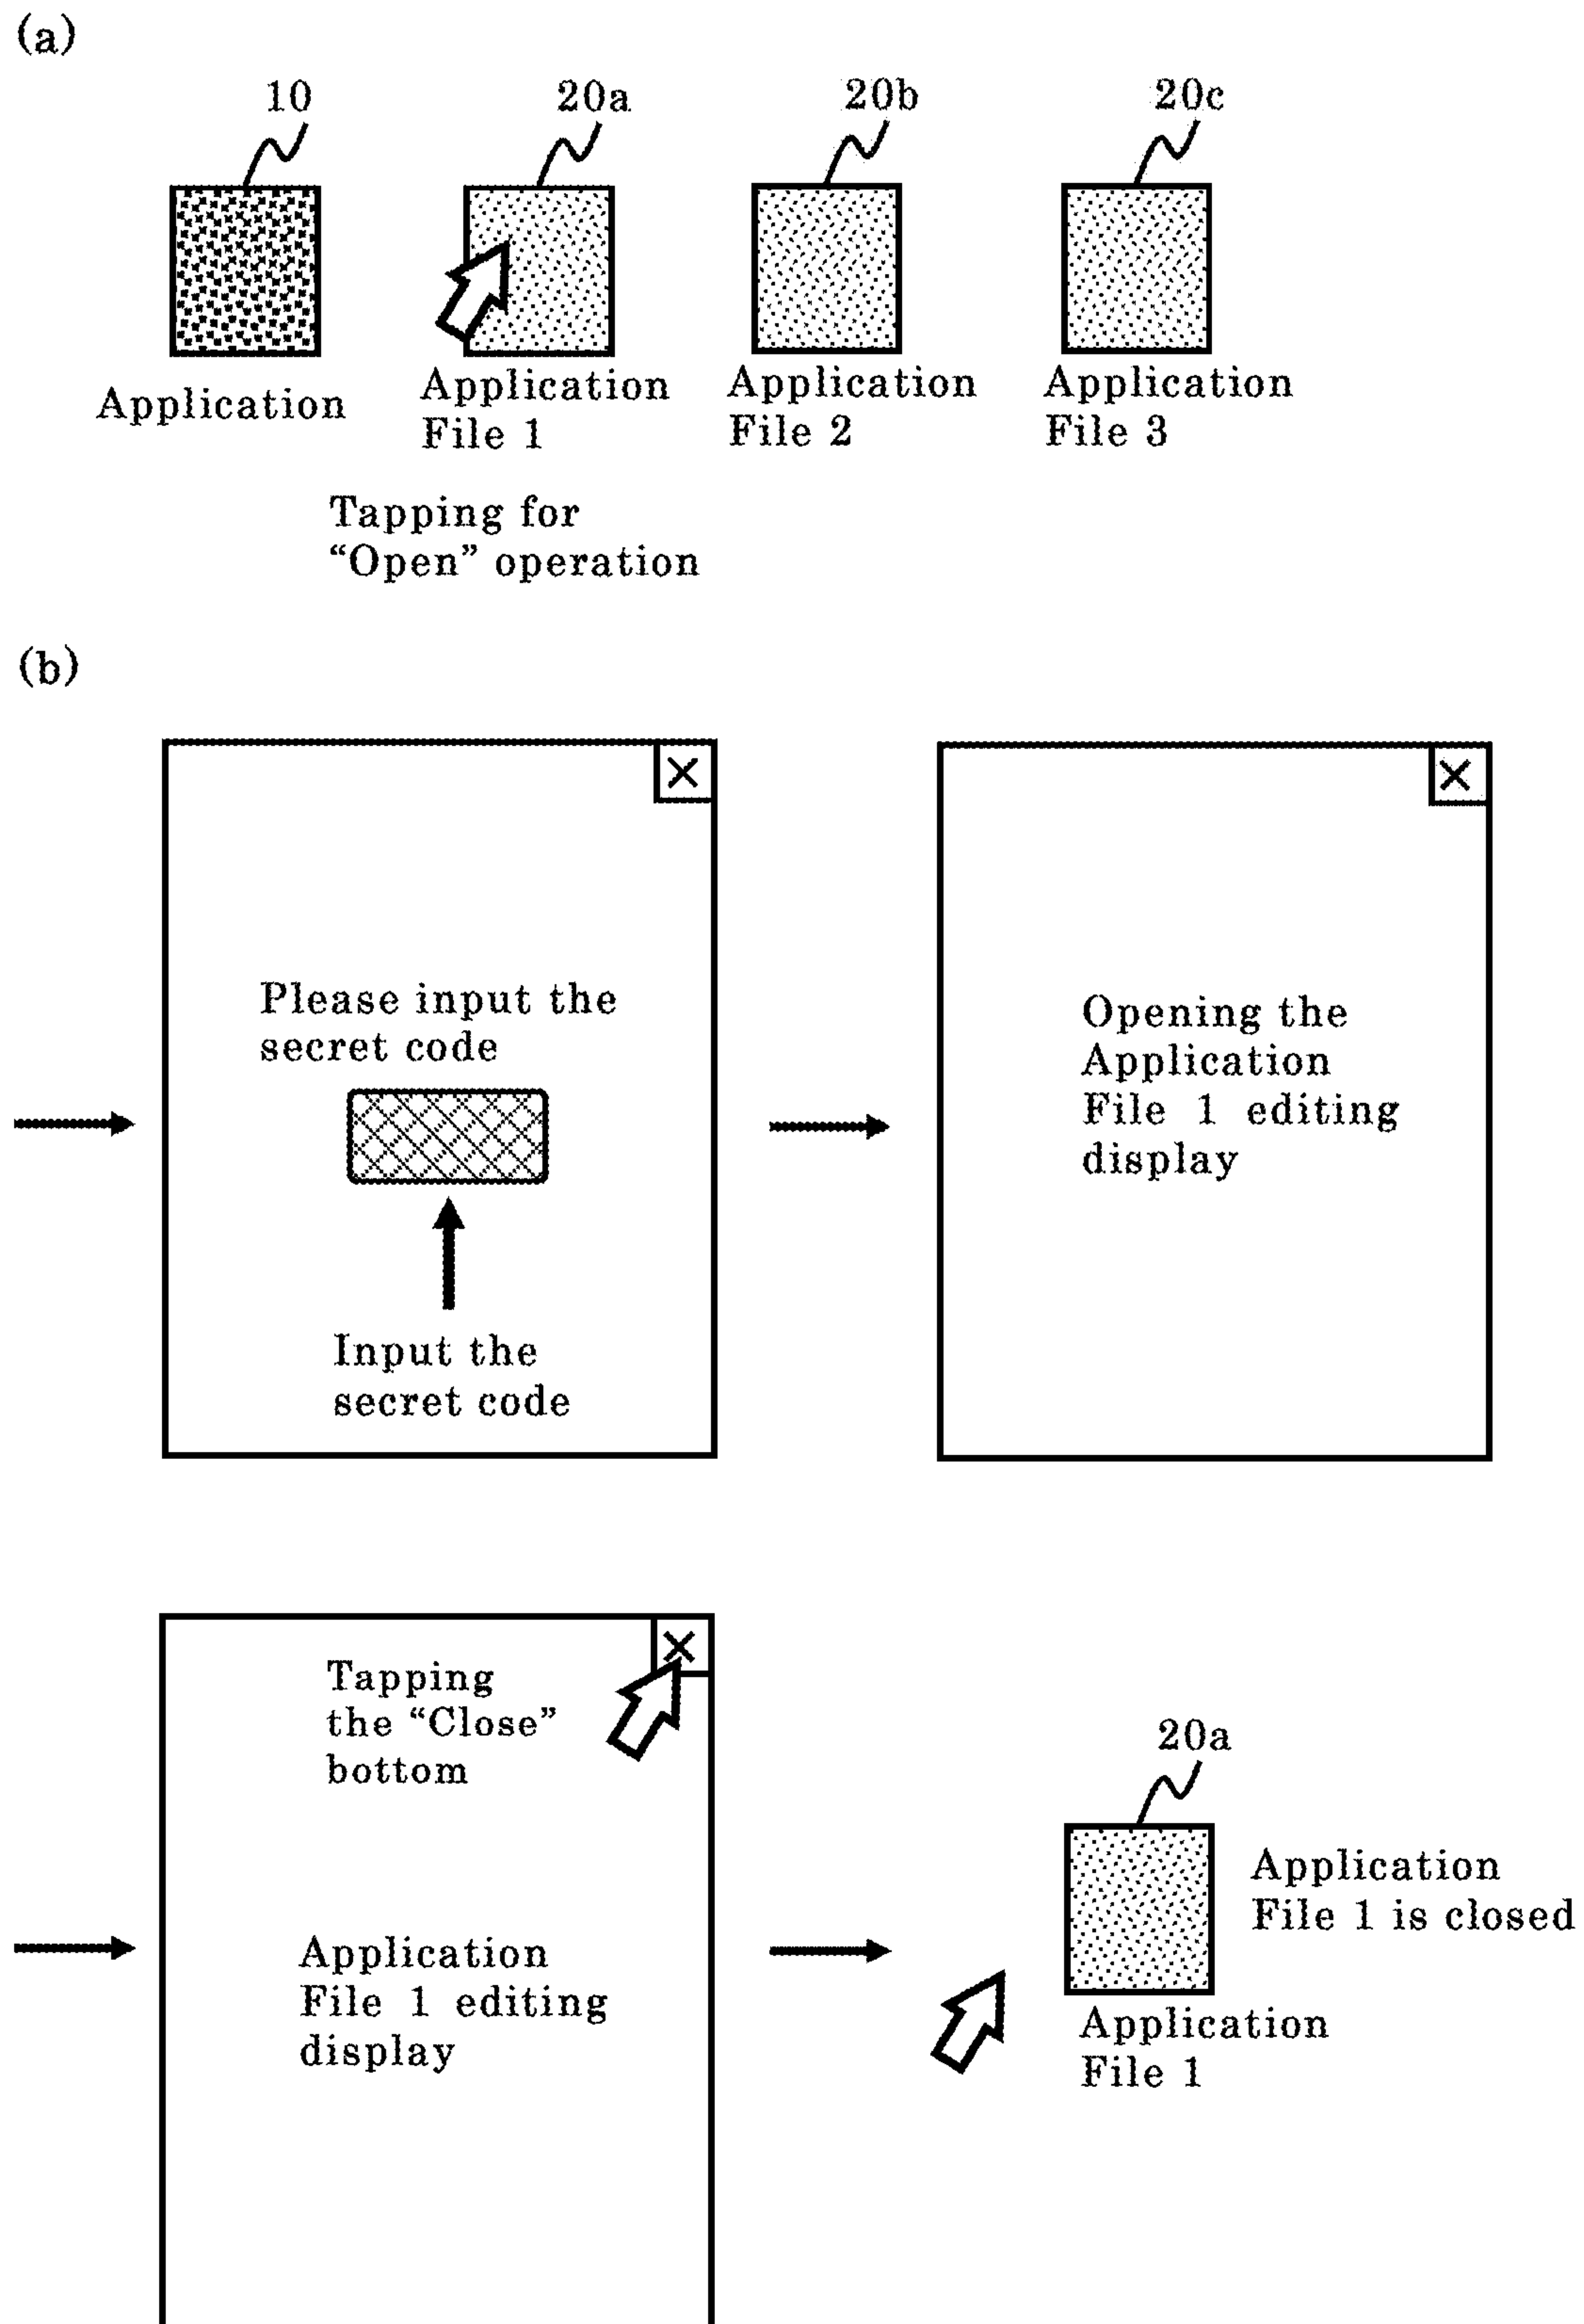 (a)
10
20a
20b
20c
Application
Application
File 1
Application
File 2
Application
File 3
Tapping for
“Open” operation
(b)
Please input the
secret code
Input the
secret code
Opening the
Application
File 1 editing
display
Tapping
the “Close”
bottom
Application
File 1 editing
display
20a
Application
File 1 is closed
Application
File 1